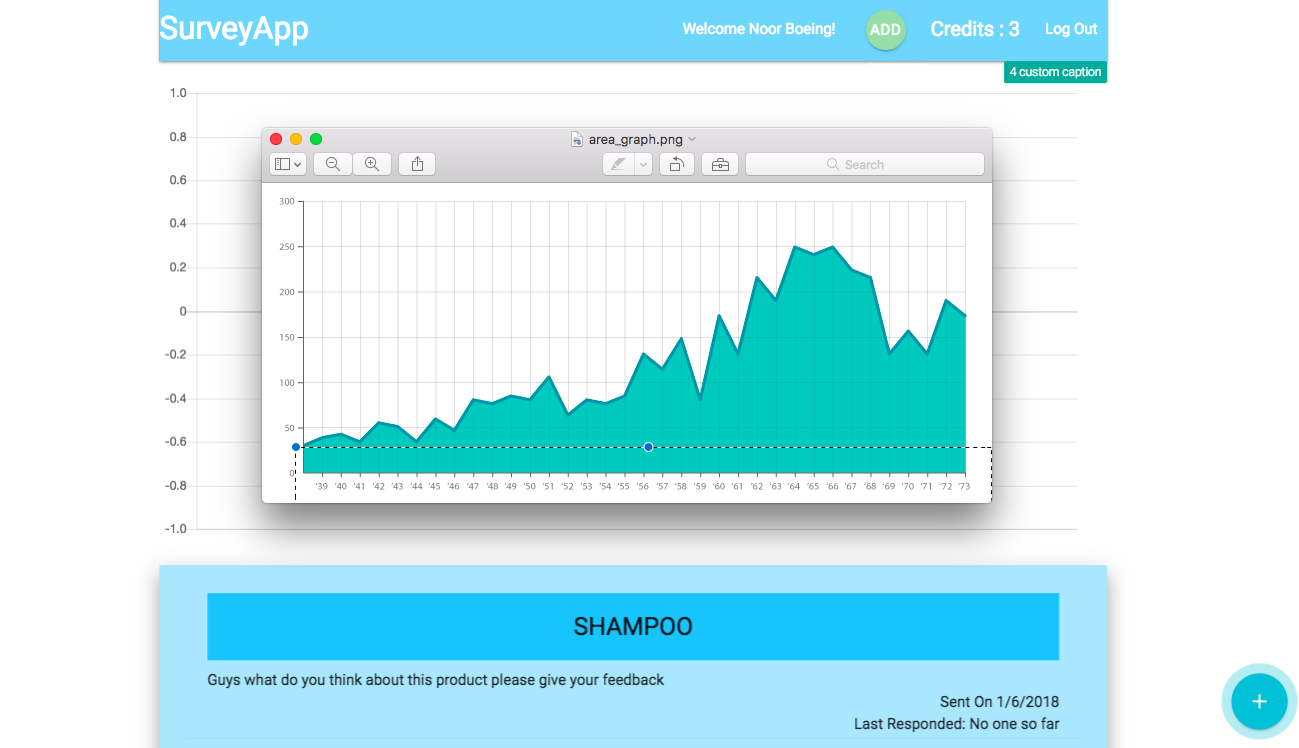 SurveyApp
Welcome Noor Boeing!
ADD
Credits : 3
Log Out
4 custom caption
1.0
0.8
0.6
0.4
0.2
0
-0.2
-0.4
-0.6
-0.8
-1.0
area_graph.png
Search
300
250
200
150
100
50
0
'39 '40 '41 '42 '43 '44 '45 '46 '47 '48 '49 '50 '51 '52 '53 '54 '55 '56 '57 '58 '59 '60 '61 '62 '63 '64 '65 '66 '67 '68 '69 '70 '71 '72 '73
SHAMPOO
Guys what do you think about this product please give your feedback
Sent On 1/6/2018
Last Responded: No one so far
+